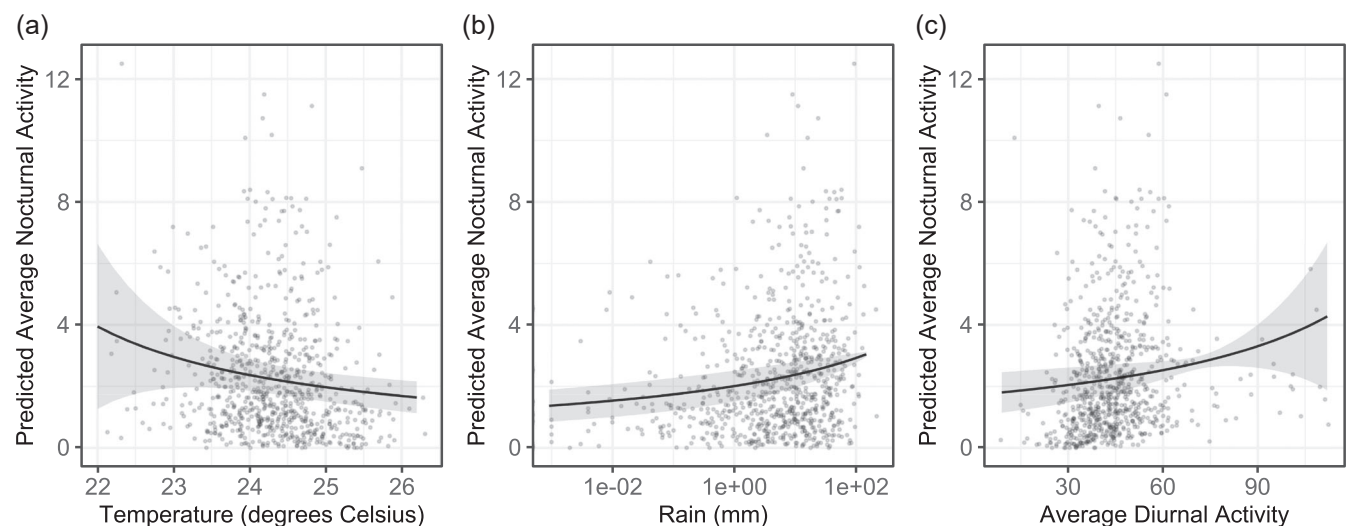 (a)
(b)
(c)
Predicted Average Nocturnal Activity
12
8
4
0
22 23 24 25 26
Temperature (degrees Celsius)
Predicted Average Nocturnal Activity
12
8
4
0
1e-02 1e+00 1e+02
Rain (mm)
Predicted Average Nocturnal Activity
12
8
4
0
30 60 90
Average Diurnal Activity